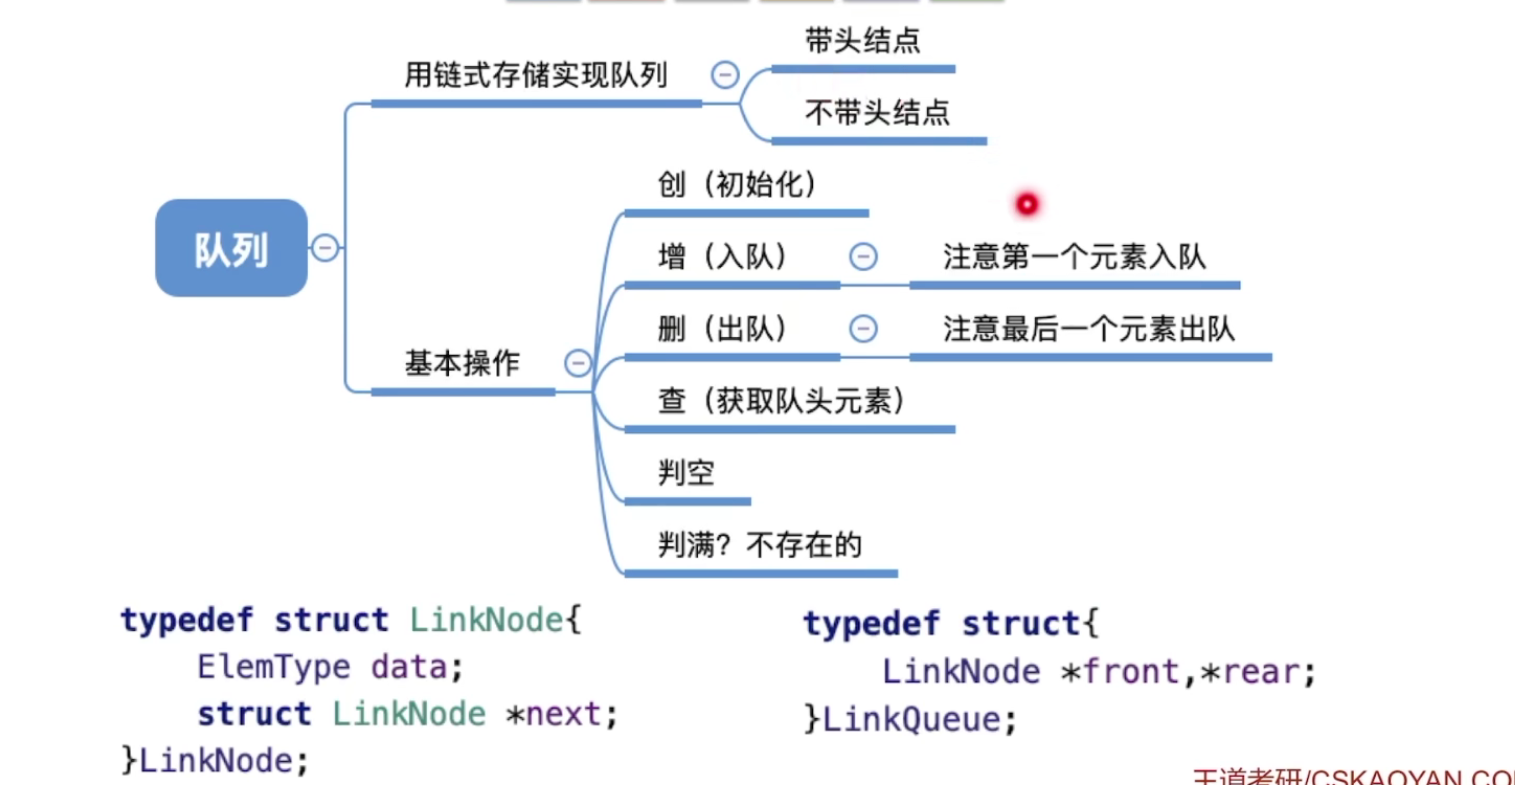 用链式存储实现队列
带头结点
不带头结点
队列
基本操作
创（初始化）
增（入队）
注意第一个元素入队
删（出队）
注意最后一个元素出队
查（获取队头元素）
判空
判满？不存在的
typedef struct LinkNode{
ElemType data;
struct LinkNode *next;
}LinkNode;
typedef struct{
LinkNode *front,*rear;
}LinkQueue;
王道考研/CSKAOYAN.CO